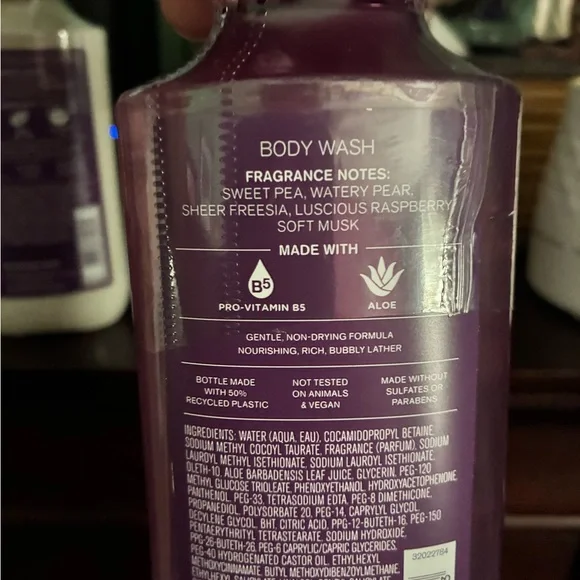 BODY WASH
FRAGRANCE NOTES:
SWEET PEA, WATERY PEAR,
SHEER FREESIA, LUSCIOUS RASPBERRY
SOFT MUSK
MADE WITH
B5
PRO-VITAMIN B5
ALOE
GENTLE, NON-DRYING FORMULA
NOURISHING, RICH, BUBBLY LATHER
BOTTLE MADE
WITH 50%
RECYCLED PLASTIC
NOT TESTED
ON ANIMALS
& VEGAN
MADE WITHOUT
SULFATES OR
PARABENS
INGREDIENTS: WATER (AQUA, EAU), COCAMIDOPROPYL BETAINE,
SODIUM METHYL COCOYL TAURATE, FRAGRANCE (PARFUM), SODIUM
LAUROYL METHYL ISETHIONATE, SODIUM LAUROYL ISETHIONATE,
OLETH-10, ALOE BARBADENSIS LEAF JUICE, GLYCERIN, PEG-120
METHYL GLUCOSE TRIOLEATE, PHENOXYETHANOL, HYDROXYACETOPHENONE,
PANTHENOL, PEG-33, TETRASODIUM EDTA, PEG-8 DIMETHICONE,
PROPANEDIOL, POLYSORBATE 20, PEG-14, CAPRYLYL GLYCOL,
DECYLENE GLYCOL, BHT, CITRIC ACID, PPG-12-BUTETH-16, PEG-150
PENTAERYTHRITYL TETRASTEARATE, SODIUM HYDROXIDE,
PPG-26-BUTETH-26, PEG-6 CAPRYLIC/CAPRIC GLYCERIDES,
PEG-40 HYDROGENATED CASTOR OIL, ETHYLHEXYL
METHOXYCINNAMATE, BUTYL METHOXYDIBENZOYLMETHANE,
ETHYLHEXYL
32022784